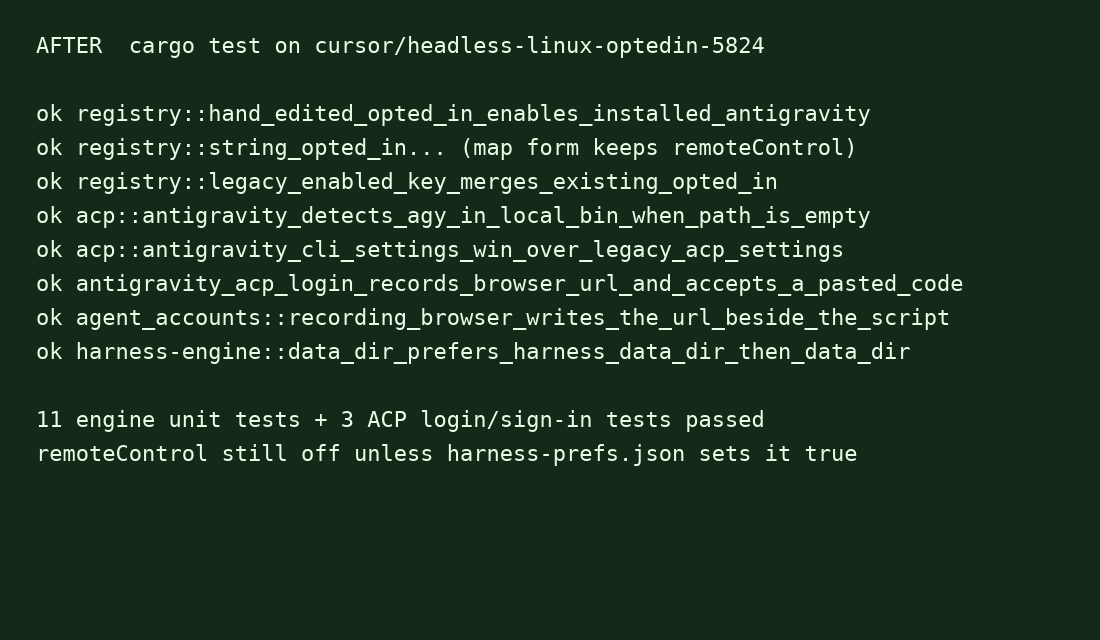 AFTER  cargo test on cursor/headless-linux-optedin-5824
ok registry::hand_edited_opted_in_enables_installed_antigravity
ok registry::string_opted_in... (map form keeps remoteControl)
ok registry::legacy_enabled_key_merges_existing_opted_in
ok acp::antigravity_detects_agy_in_local_bin_when_path_is_empty
ok acp::antigravity_cli_settings_win_over_legacy_acp_settings
ok antigravity_acp_login_records_browser_url_and_accepts_a_pasted_code
ok agent_accounts::recording_browser_writes_the_url_beside_the_script
ok harness-engine::data_dir_prefers_harness_data_dir_then_data_dir
11 engine unit tests + 3 ACP login/sign-in tests passed
remoteControl still off unless harness-prefs.json sets it true